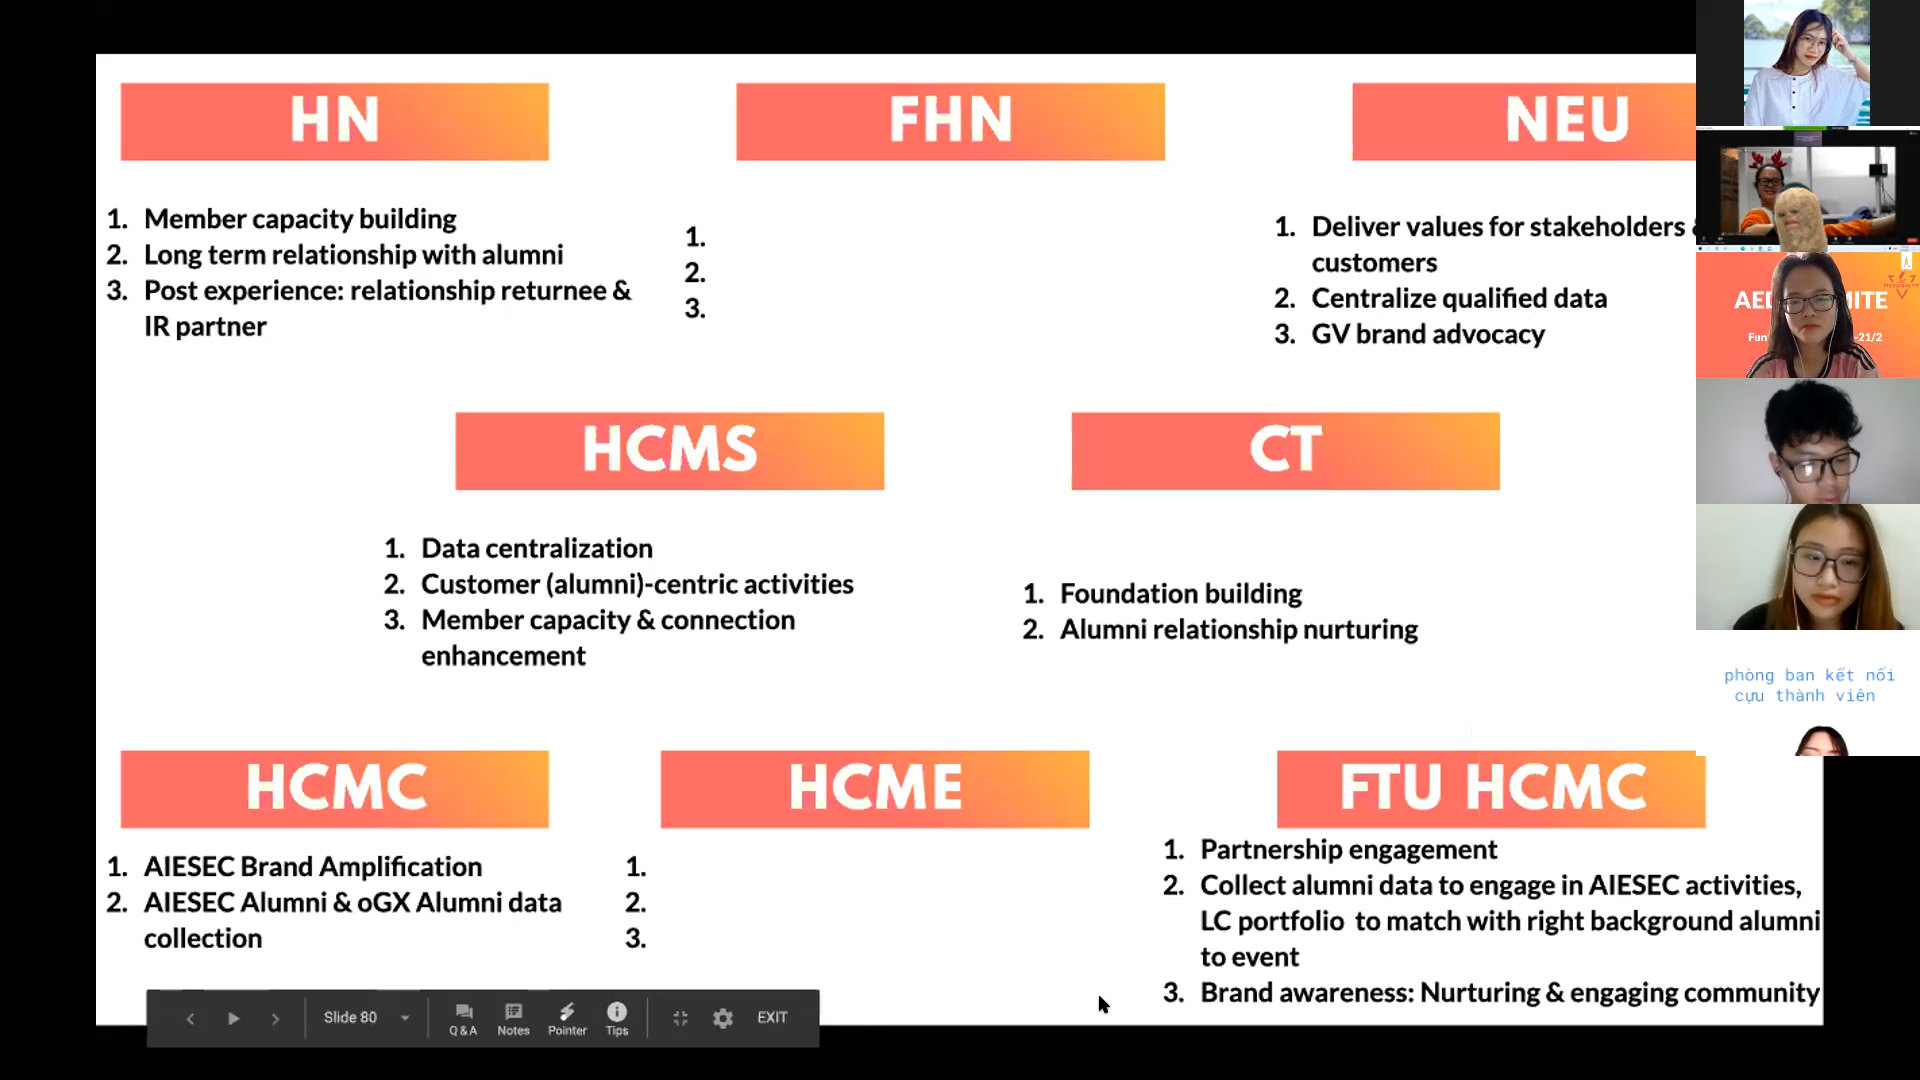 HN
FHN
NEU
1. Member capacity building
2. Long term relationship with alumni
3. Post experience: relationship returnee &
IR partner
1.
2.
3.
1. Deliver values for stakeholders
customers
2. Centralize qualified data
3. GV brand advocacy
HCMS
CT
1. Data centralization
2. Customer (alumni)-centric activities
3. Member capacity & connection
enhancement
1. Foundation building
2. Alumni relationship nurturing
HCMC
HCME
FTU HCMC
1. AIESEC Brand Amplification
2. AIESEC Alumni & oGX Alumni data
collection
1.
2.
3.
1. Partnership engagement
2. Collect alumni data to engage in AIESEC activities,
LC portfolio to match with right background alumni
to event
3. Brand awareness: Nurturing & engaging community
Slide 80
Q&A
Notes
Pointer
Tips
EXIT
-21/2
phòng ban kết nối
cựu thành viên